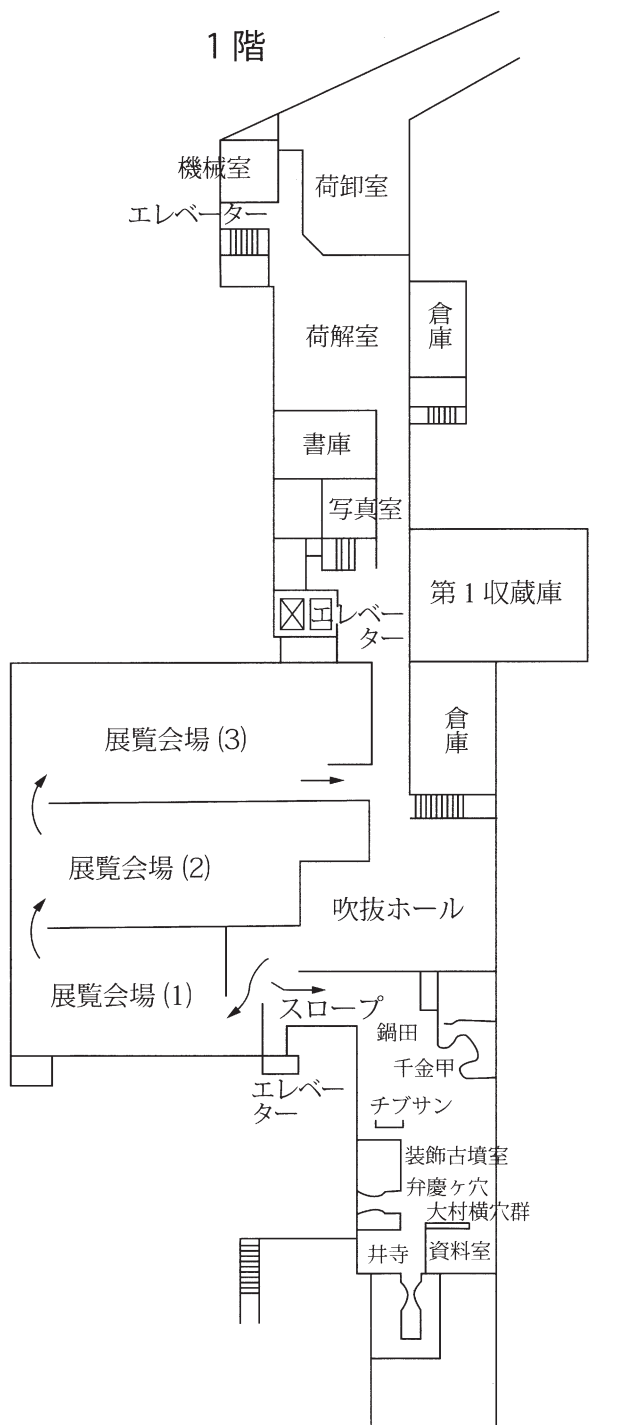 1階
機械室
荷卸室
エレベーター
倉庫
荷解室
書庫
写真室
第1収蔵庫
エレベー
ター
倉庫
展覧会場(3)
展覧会場(2)
吹抜ホール
展覧会場(1)
スロープ
鍋田
千金甲
エレベー
ター
チブサン
装飾古墳室
弁慶ヶ穴
大村横穴群
井寺
資料室